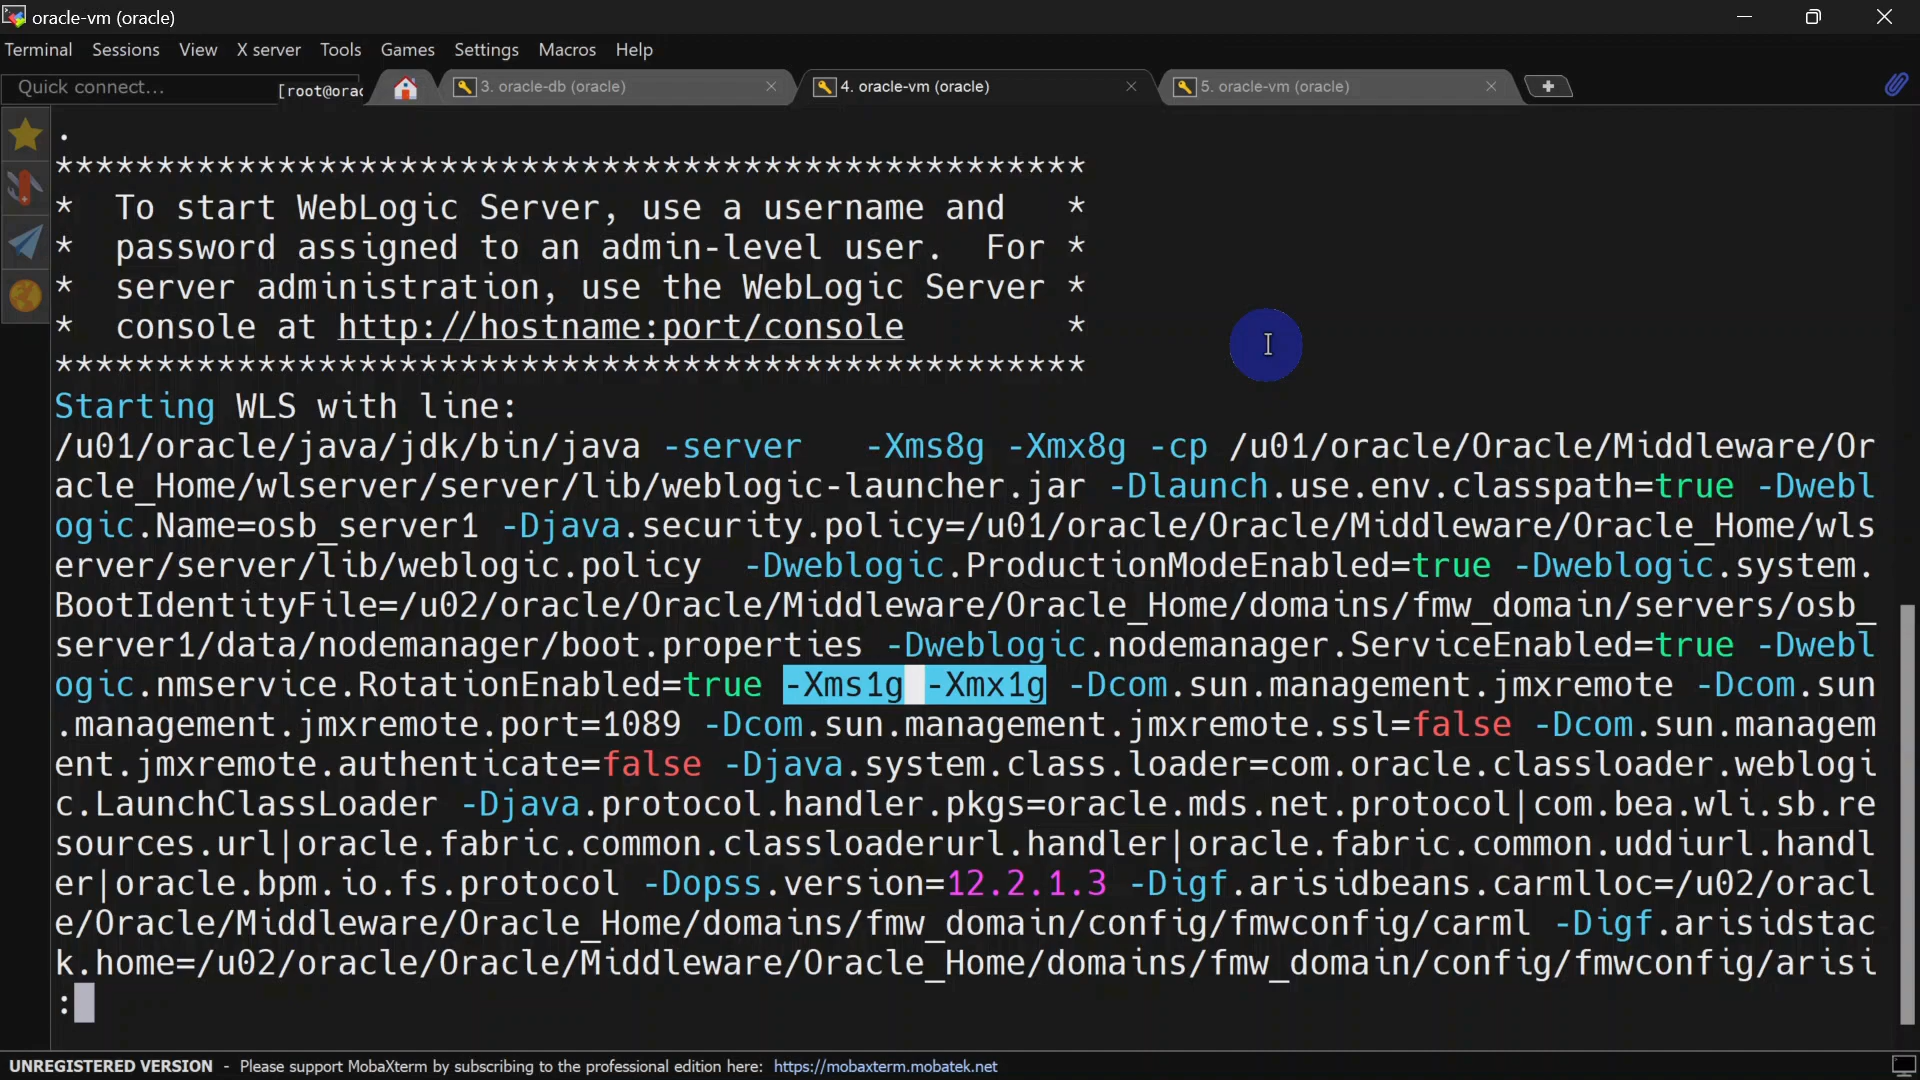 oracle-vm (oracle)
Terminal Sessions View X server Tools Games Settings Macros Help
Quick connect... [root@orac 3. oracle-db (oracle) 4. oracle-vm (oracle) 5. oracle-vm (oracle)
.
***************************************************
*  To start WebLogic Server, use a username and   *
*  password assigned to an admin-level user.  For *
*  server administration, use the WebLogic Server *
*  console at http://hostname:port/console        *
***************************************************
Starting WLS with line:
/u01/oracle/java/jdk/bin/java -server   -Xms8g -Xmx8g -cp /u01/oracle/Oracle/Middleware/Or
acle_Home/wlserver/server/lib/weblogic-launcher.jar -Dlaunch.use.env.classpath=true -Dwebl
ogic.Name=osb_server1 -Djava.security.policy=/u01/oracle/Oracle/Middleware/Oracle_Home/wls
erver/server/lib/weblogic.policy  -Dweblogic.ProductionModeEnabled=true -Dweblogic.system.
BootIdentityFile=/u02/oracle/Oracle/Middleware/Oracle_Home/domains/fmw_domain/servers/osb_
server1/data/nodemanager/boot.properties -Dweblogic.nodemanager.ServiceEnabled=true -Dwebl
ogic.nmservice.RotationEnabled=true -Xms1g -Xmx1g -Dcom.sun.management.jmxremote -Dcom.sun
.management.jmxremote.port=1089 -Dcom.sun.management.jmxremote.ssl=false -Dcom.sun.managem
ent.jmxremote.authenticate=false -Djava.system.class.loader=com.oracle.classloader.weblogi
c.LaunchClassLoader -Djava.protocol.handler.pkgs=oracle.mds.net.protocol|com.bea.wli.sb.re
sources.url|oracle.fabric.common.classloaderurl.handler|oracle.fabric.common.uddiurl.handl
er|oracle.bpm.io.fs.protocol -Dopss.version=12.2.1.3 -Digf.arisidbeans.carmlloc=/u02/oracl
e/Oracle/Middleware/Oracle_Home/domains/fmw_domain/config/fmwconfig/carml -Digf.arisidstac
k.home=/u02/oracle/Oracle/Middleware/Oracle_Home/domains/fmw_domain/config/fmwconfig/arisi
:
UNREGISTERED VERSION - Please support MobaXterm by subscribing to the professional edition here: https://mobaxterm.mobatek.net